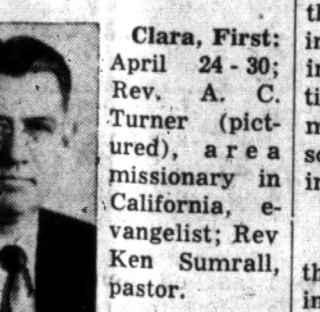 Clara, First:
April 24-30;
Rev. A. C.
Turner (pict-
ured), area
missionary in
California, e-
vangelist; Rev
Ken Sumrall,
pastor.